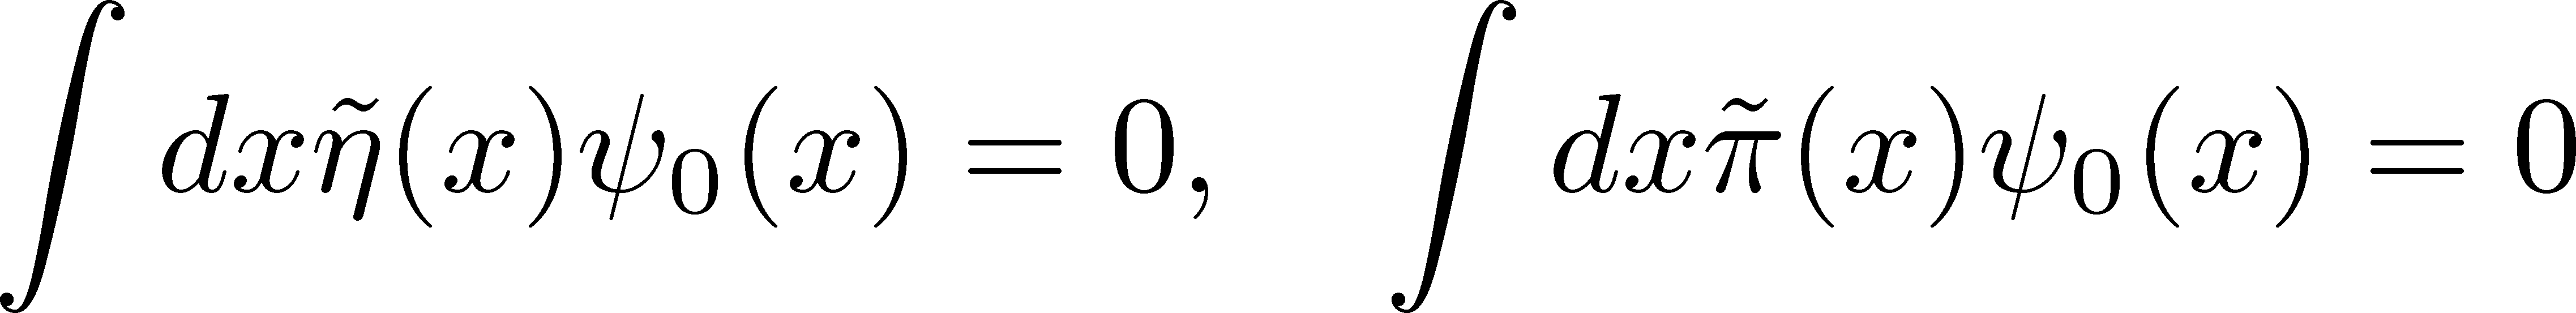 ∫ dx η̃(x)ψ₀(x) = 0, ∫ dx π̃(x)ψ₀(x) = 0